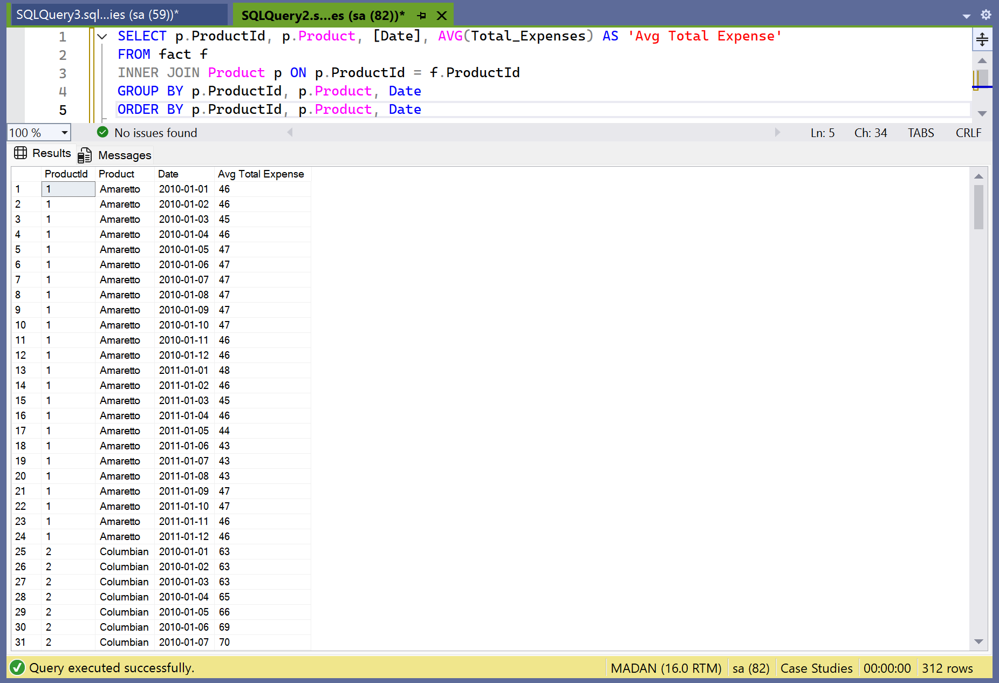 SQLQuery3.sql...ies (sa (59))* SQLQuery2.s...es (sa (82))*
1 SELECT p.ProductId, p.Product, [Date], AVG(Total_Expenses) AS 'Avg Total Expense'
2 FROM fact f
3 INNER JOIN Product p ON p.ProductId = f.ProductId
4 GROUP BY p.ProductId, p.Product, Date
5 ORDER BY p.ProductId, p.Product, Date
100 % No issues found Ln: 5 Ch: 34 TABS CRLF
Results Messages
ProductId Product Date Avg Total Expense
1 1 Amaretto 2010-01-01 46
2 1 Amaretto 2010-01-02 46
3 1 Amaretto 2010-01-03 45
4 1 Amaretto 2010-01-04 46
5 1 Amaretto 2010-01-05 47
6 1 Amaretto 2010-01-06 47
7 1 Amaretto 2010-01-07 47
8 1 Amaretto 2010-01-08 47
9 1 Amaretto 2010-01-09 47
10 1 Amaretto 2010-01-10 47
11 1 Amaretto 2010-01-11 46
12 1 Amaretto 2010-01-12 46
13 1 Amaretto 2011-01-01 48
14 1 Amaretto 2011-01-02 46
15 1 Amaretto 2011-01-03 45
16 1 Amaretto 2011-01-04 46
17 1 Amaretto 2011-01-05 44
18 1 Amaretto 2011-01-06 43
19 1 Amaretto 2011-01-07 43
20 1 Amaretto 2011-01-08 43
21 1 Amaretto 2011-01-09 47
22 1 Amaretto 2011-01-10 47
23 1 Amaretto 2011-01-11 46
24 1 Amaretto 2011-01-12 46
25 2 Columbian 2010-01-01 63
26 2 Columbian 2010-01-02 63
27 2 Columbian 2010-01-03 63
28 2 Columbian 2010-01-04 65
29 2 Columbian 2010-01-05 66
30 2 Columbian 2010-01-06 69
31 2 Columbian 2010-01-07 70
Query executed successfully. MADAN (16.0 RTM) sa (82) Case Studies 00:00:00 312 rows